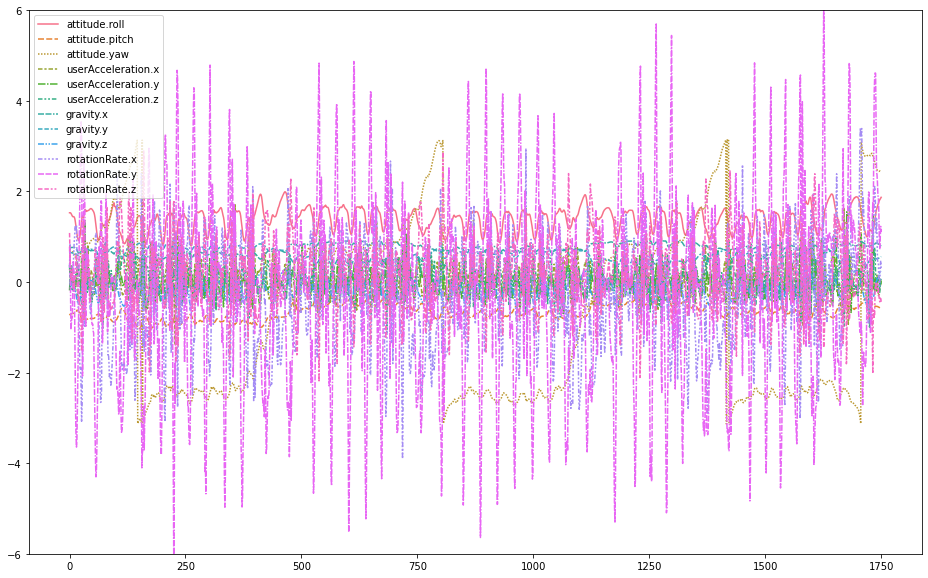 attitude.roll
attitude.pitch
attitude.yaw
userAcceleration.x
userAcceleration.y
userAcceleration.z
gravity.x
gravity.y
gravity.z
rotationRate.x
rotationRate.y
rotationRate.z
6
4
2
0
−2
−4
−6
0 250 500 750 1000 1250 1500 1750